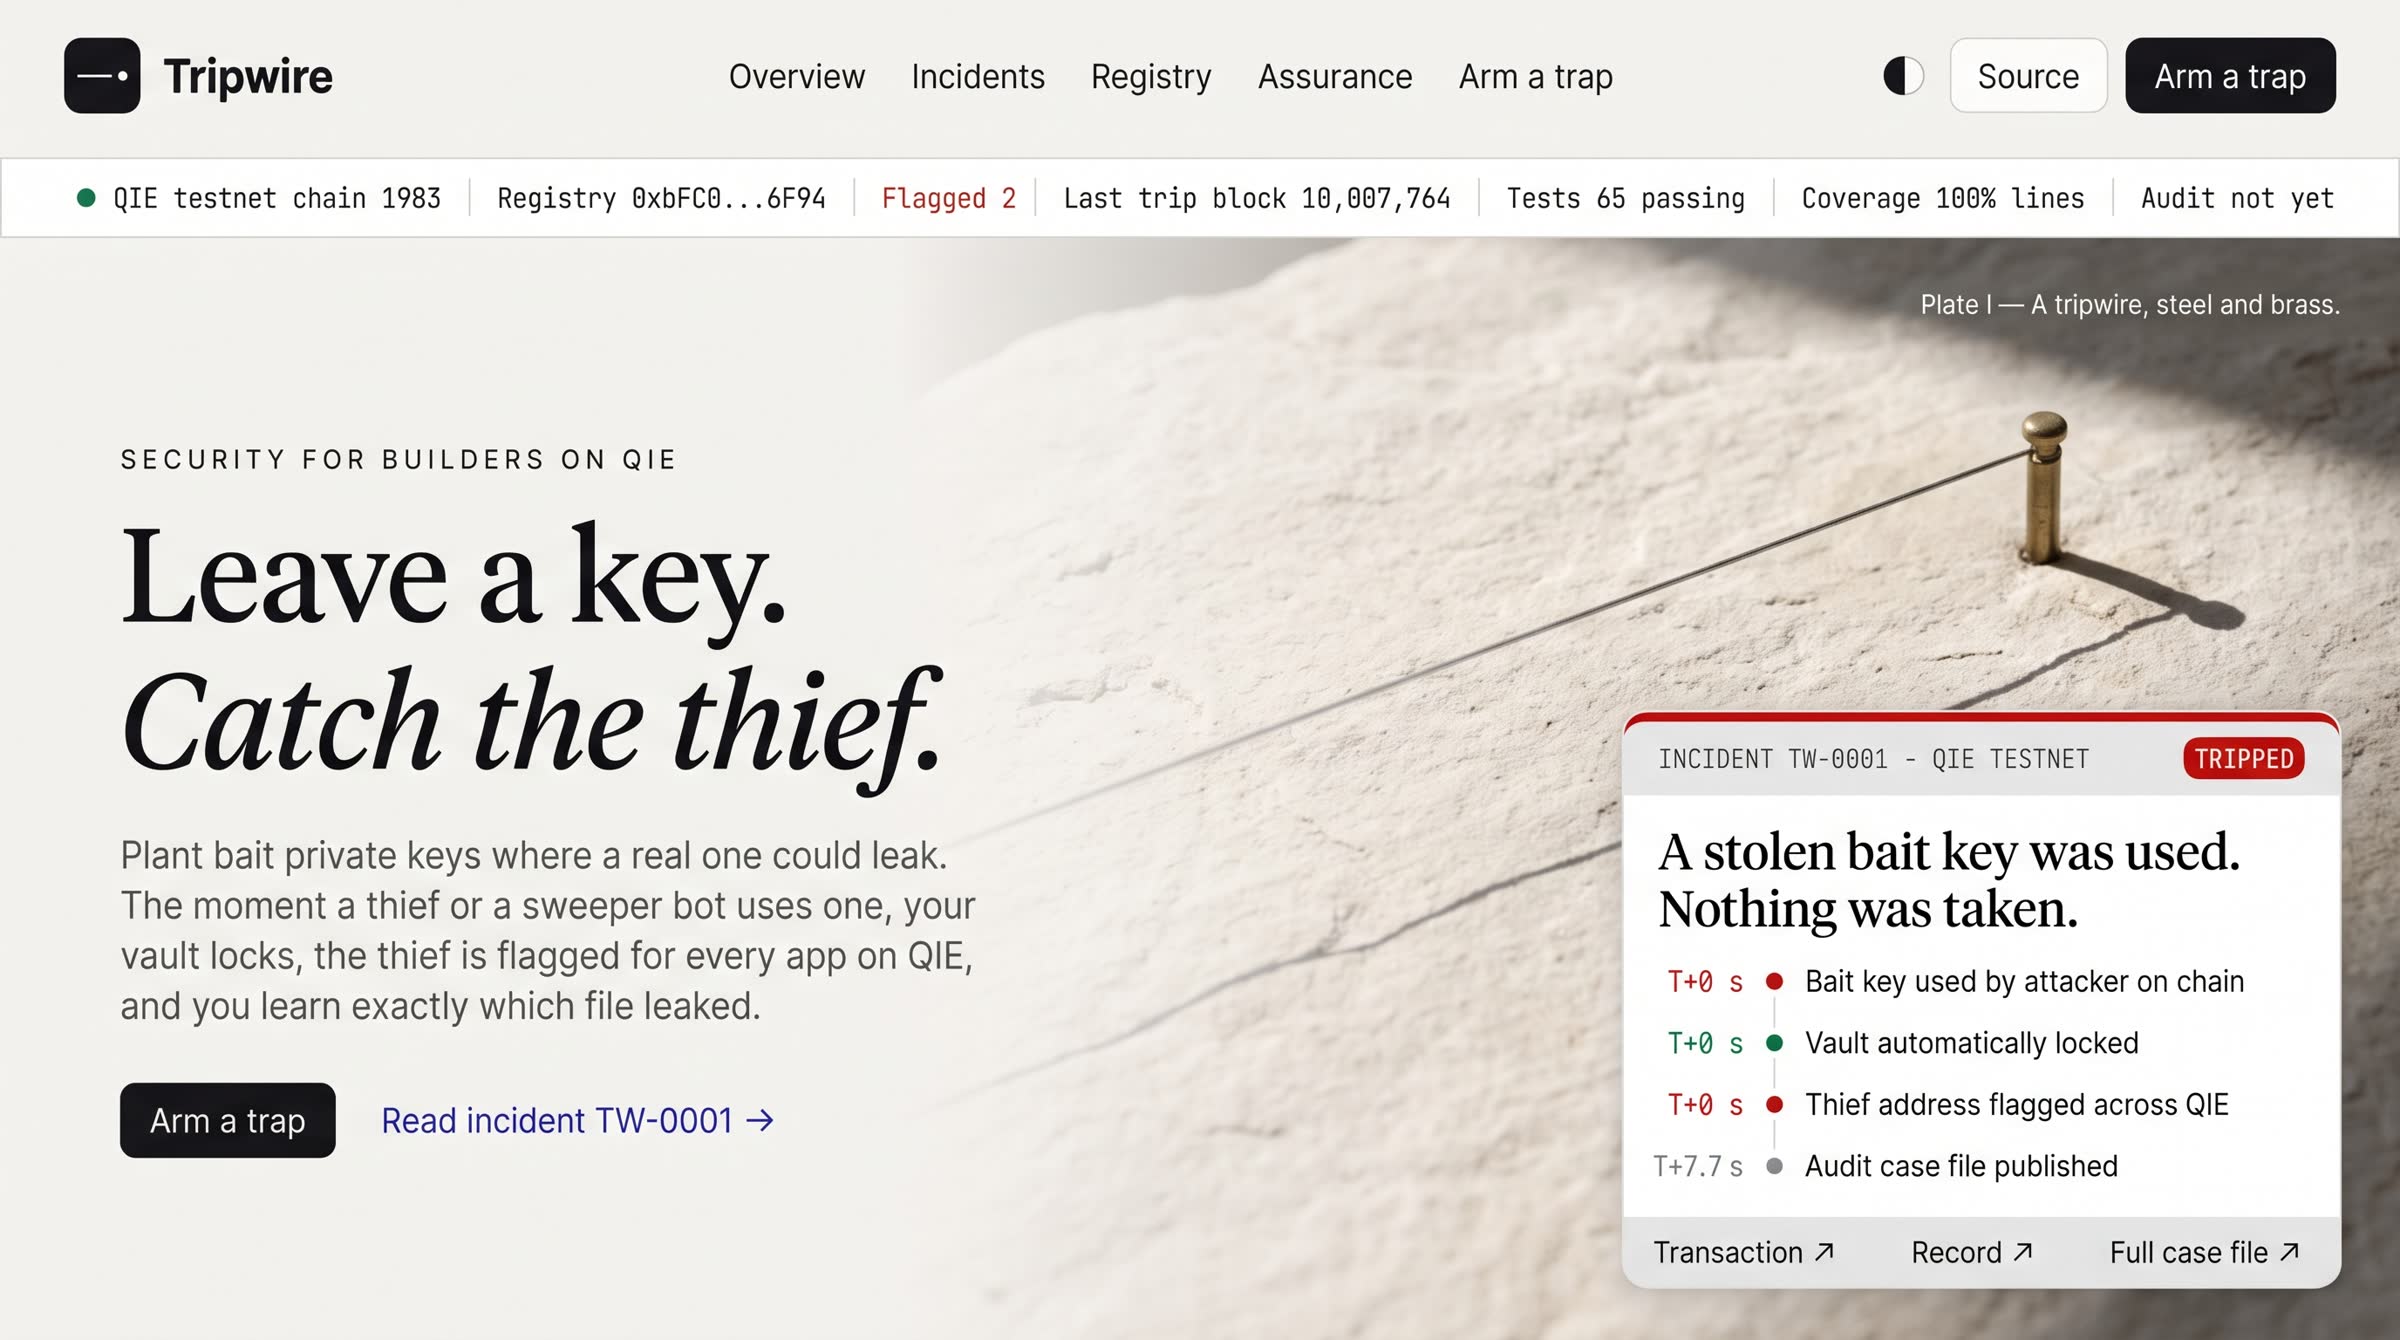 Tripwire
Overview Incidents Registry Assurance Arm a trap
Source Arm a trap
QIE testnet chain 1983 Registry 0xbFC0...6F94 Flagged 2 Last trip block 10,007,764 Tests 65 passing Coverage 100% lines Audit not yet
Plate I — A tripwire, steel and brass.
SECURITY FOR BUILDERS ON QIE
Leave a key.
Catch the thief.
Plant bait private keys where a real one could leak.
The moment a thief or a sweeper bot uses one, your
vault locks, the thief is flagged for every app on QIE,
and you learn exactly which file leaked.
Arm a trap Read incident TW-0001 →
INCIDENT TW-0001 - QIE TESTNET TRIPPED
A stolen bait key was used.
Nothing was taken.
T+0 s Bait key used by attacker on chain
T+0 s Vault automatically locked
T+0 s Thief address flagged across QIE
T+7.7 s Audit case file published
Transaction ↗ Record ↗ Full case file ↗